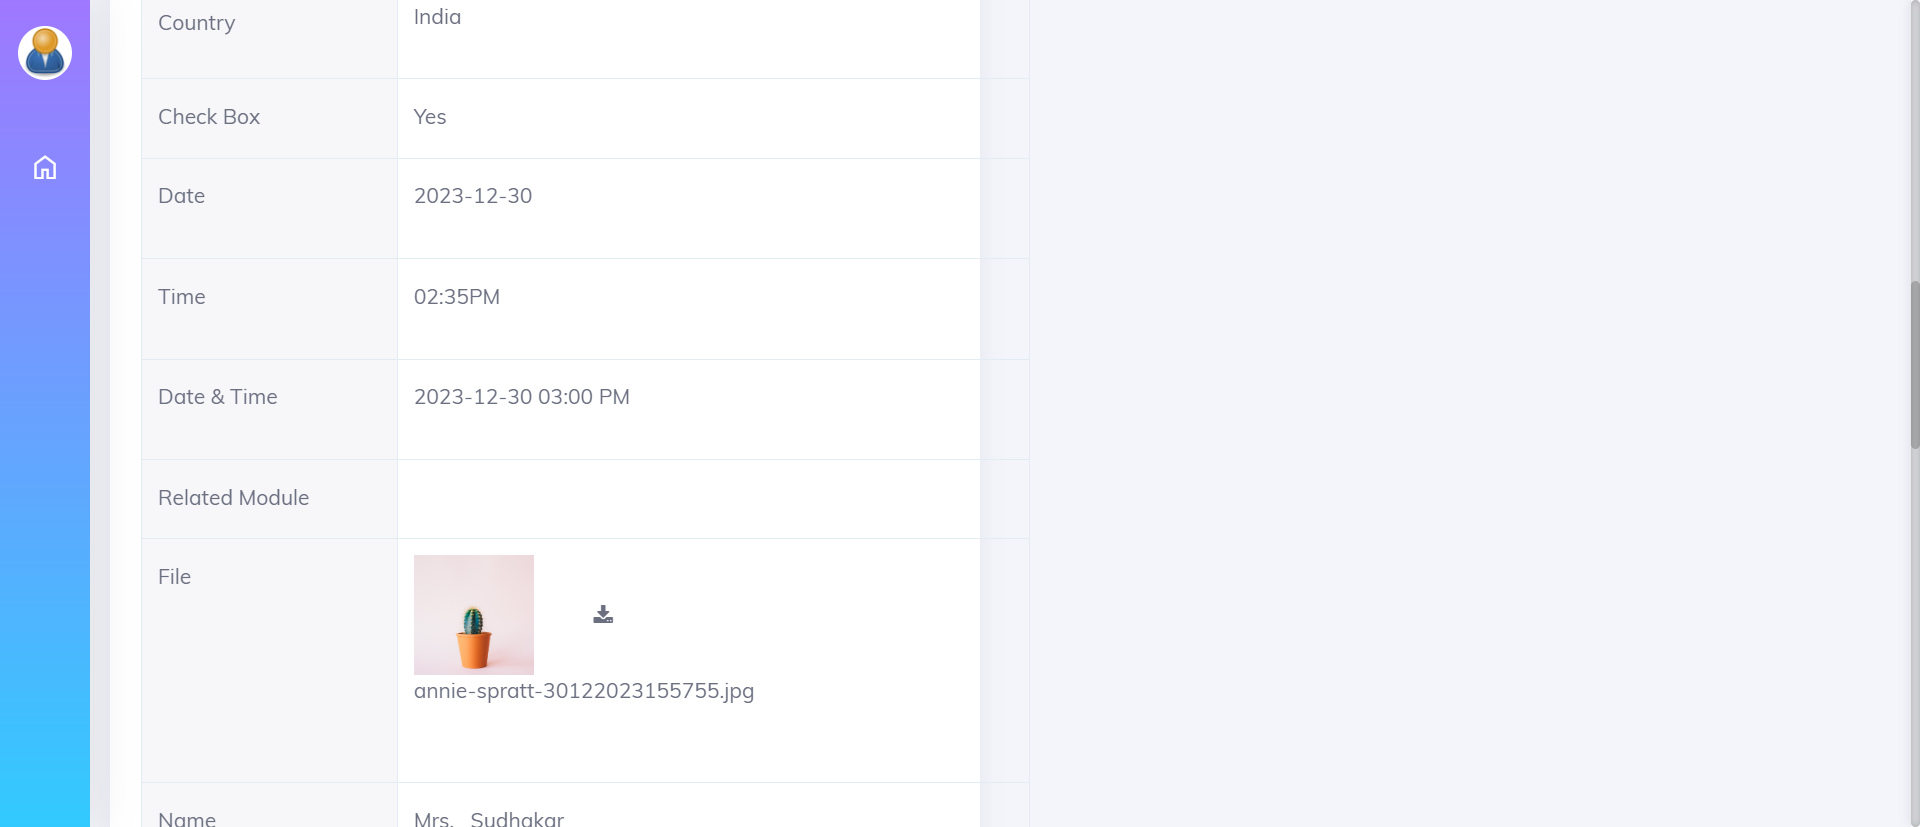 Country India
Check Box Yes
Date 2023-12-30
Time 02:35PM
Date & Time 2023-12-30 03:00 PM
Related Module
File
annie-spratt-30122023155755.jpg
Name Mrs. Sudhakar